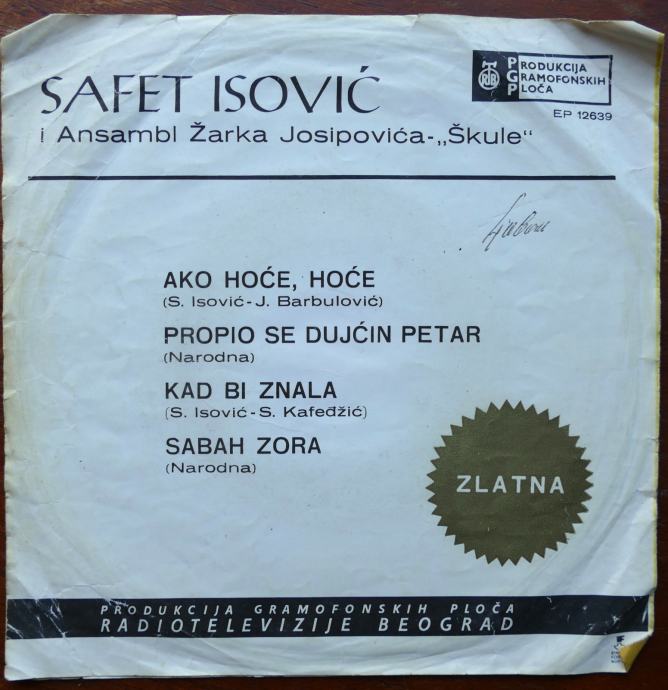 SAFET ISOVIĆ
i Ansambl Žarka Josipovića-„Škule“
PRODUKCIJA
GRAMOFONSKIH
PLOČA
EP 12639
AKO HOĆE, HOĆE
(S. Isović-J. Barbulović)
PROPIO SE DUJĆIN PETAR
(Narodna)
KAD BI ZNALA
(S. Isović-S. Kafedžić)
SABAH ZORA
(Narodna)
ZLATNA
PRODUKCIJA GRAMOFONSKIH PLOČA
RADIOTELEVIZIJE BEOGRAD